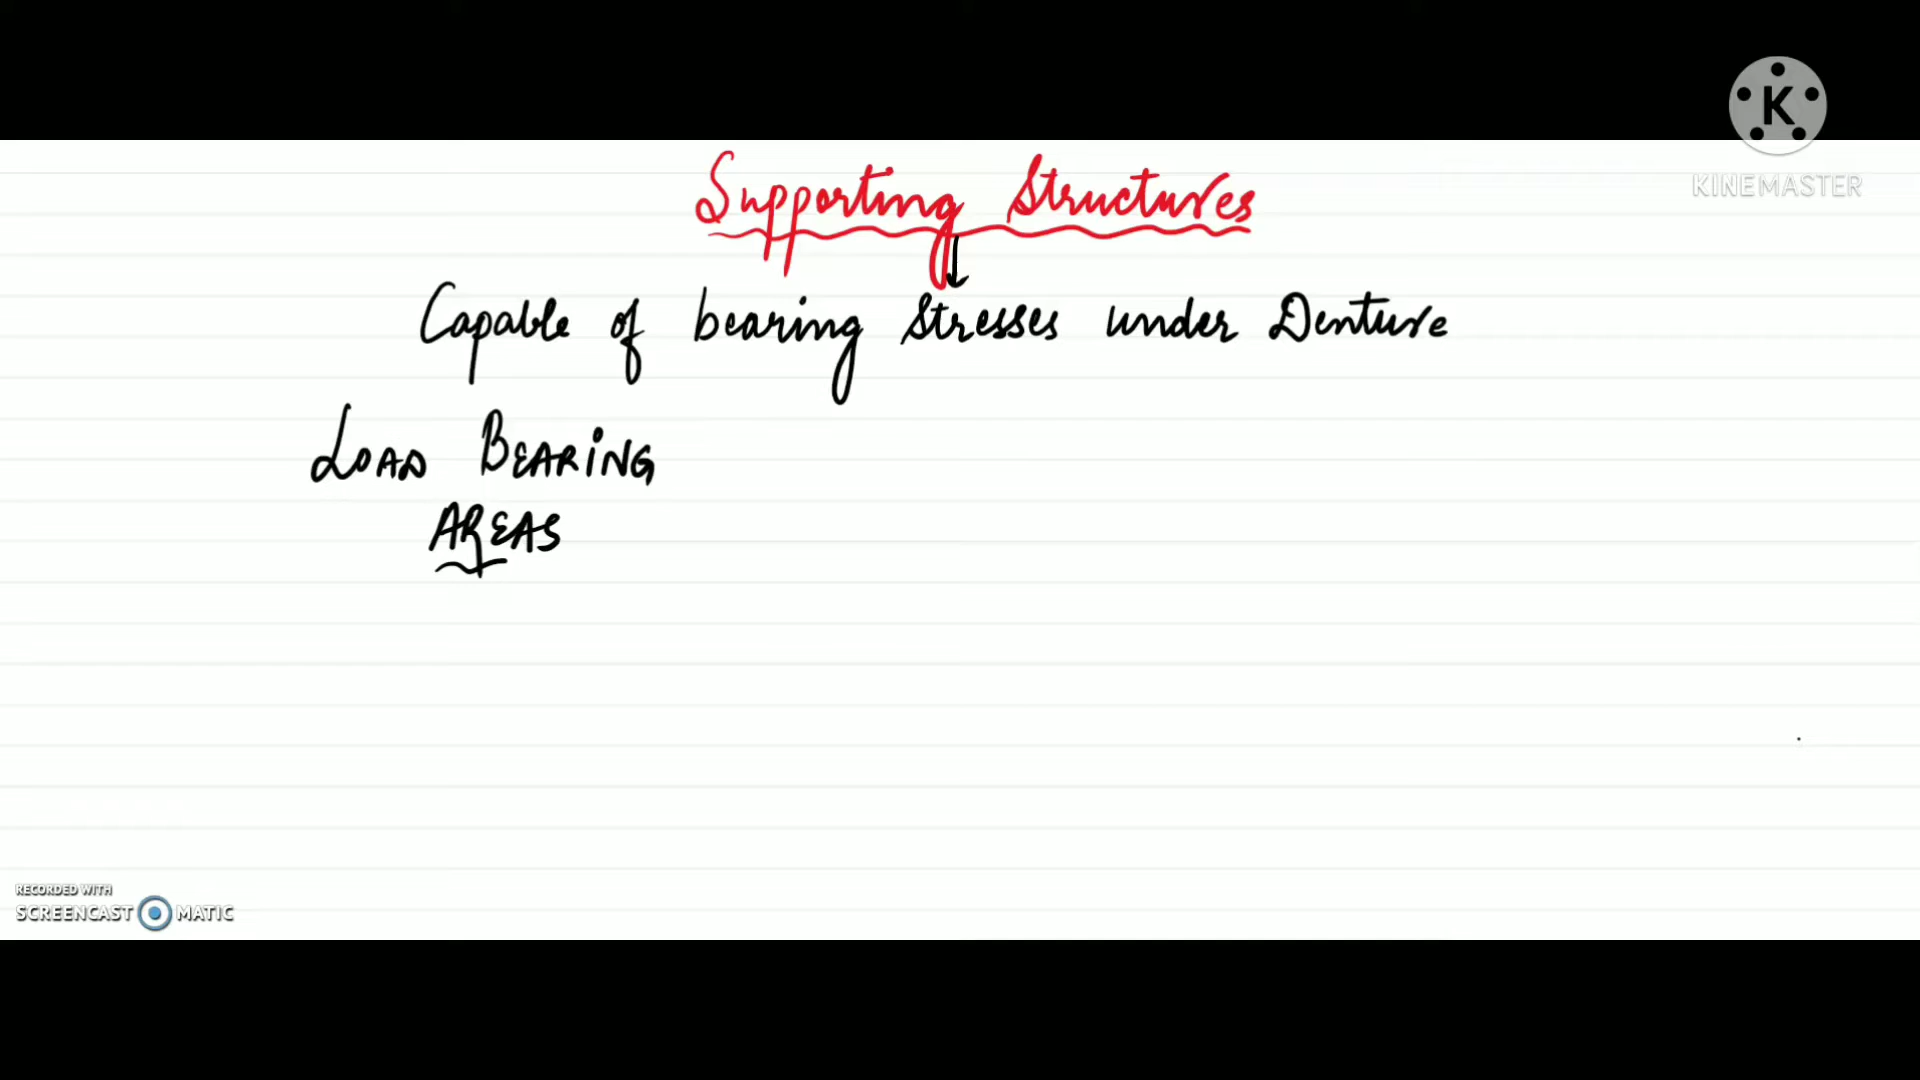 K
KINEMASTER
Supporting Structures
Capable of bearing Stresses under Denture
LOAD BEARING
AREAS
RECORDED WITH
SCREENCAST MATIC